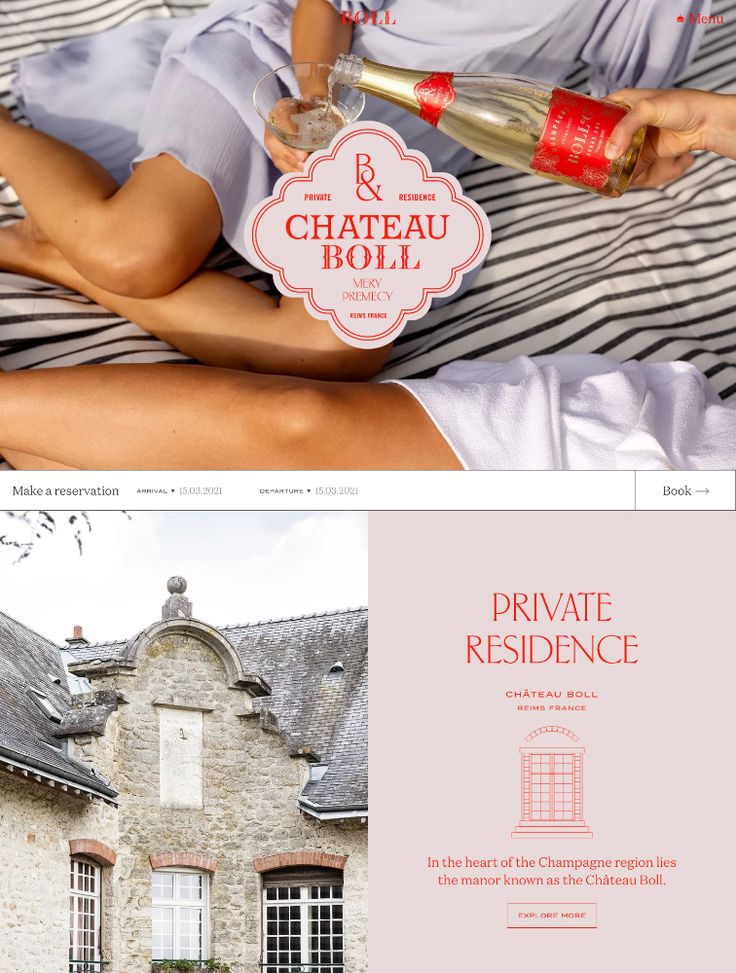 BOLL
Menu
B&
CHAMPAGNE
BOLL&C
PRIVATE RESIDENCE
CHATEAU
BOLL
MERY
PREMECY
REIMS FRANCE
Make a reservation ARRIVAL ▾ 15.03.2021 DEPARTURE ▾ 15.03.2021 Book →
PRIVATE
RESIDENCE
CHÂTEAU BOLL
REIMS FRANCE
In the heart of the Champagne region lies
the manor known as the Château Boll.
EXPLORE MORE